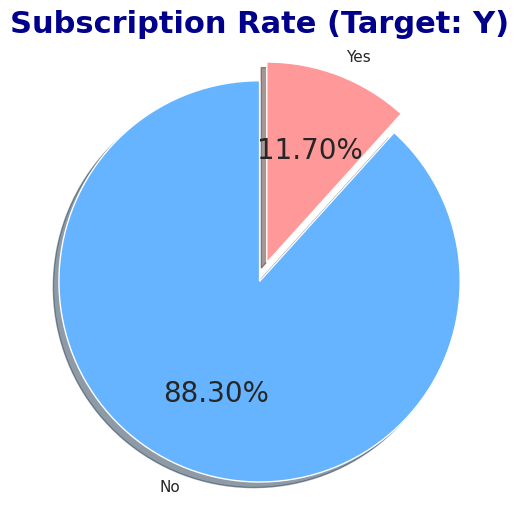 Subscription Rate (Target: Y)
Yes
11.70%
88.30%
No